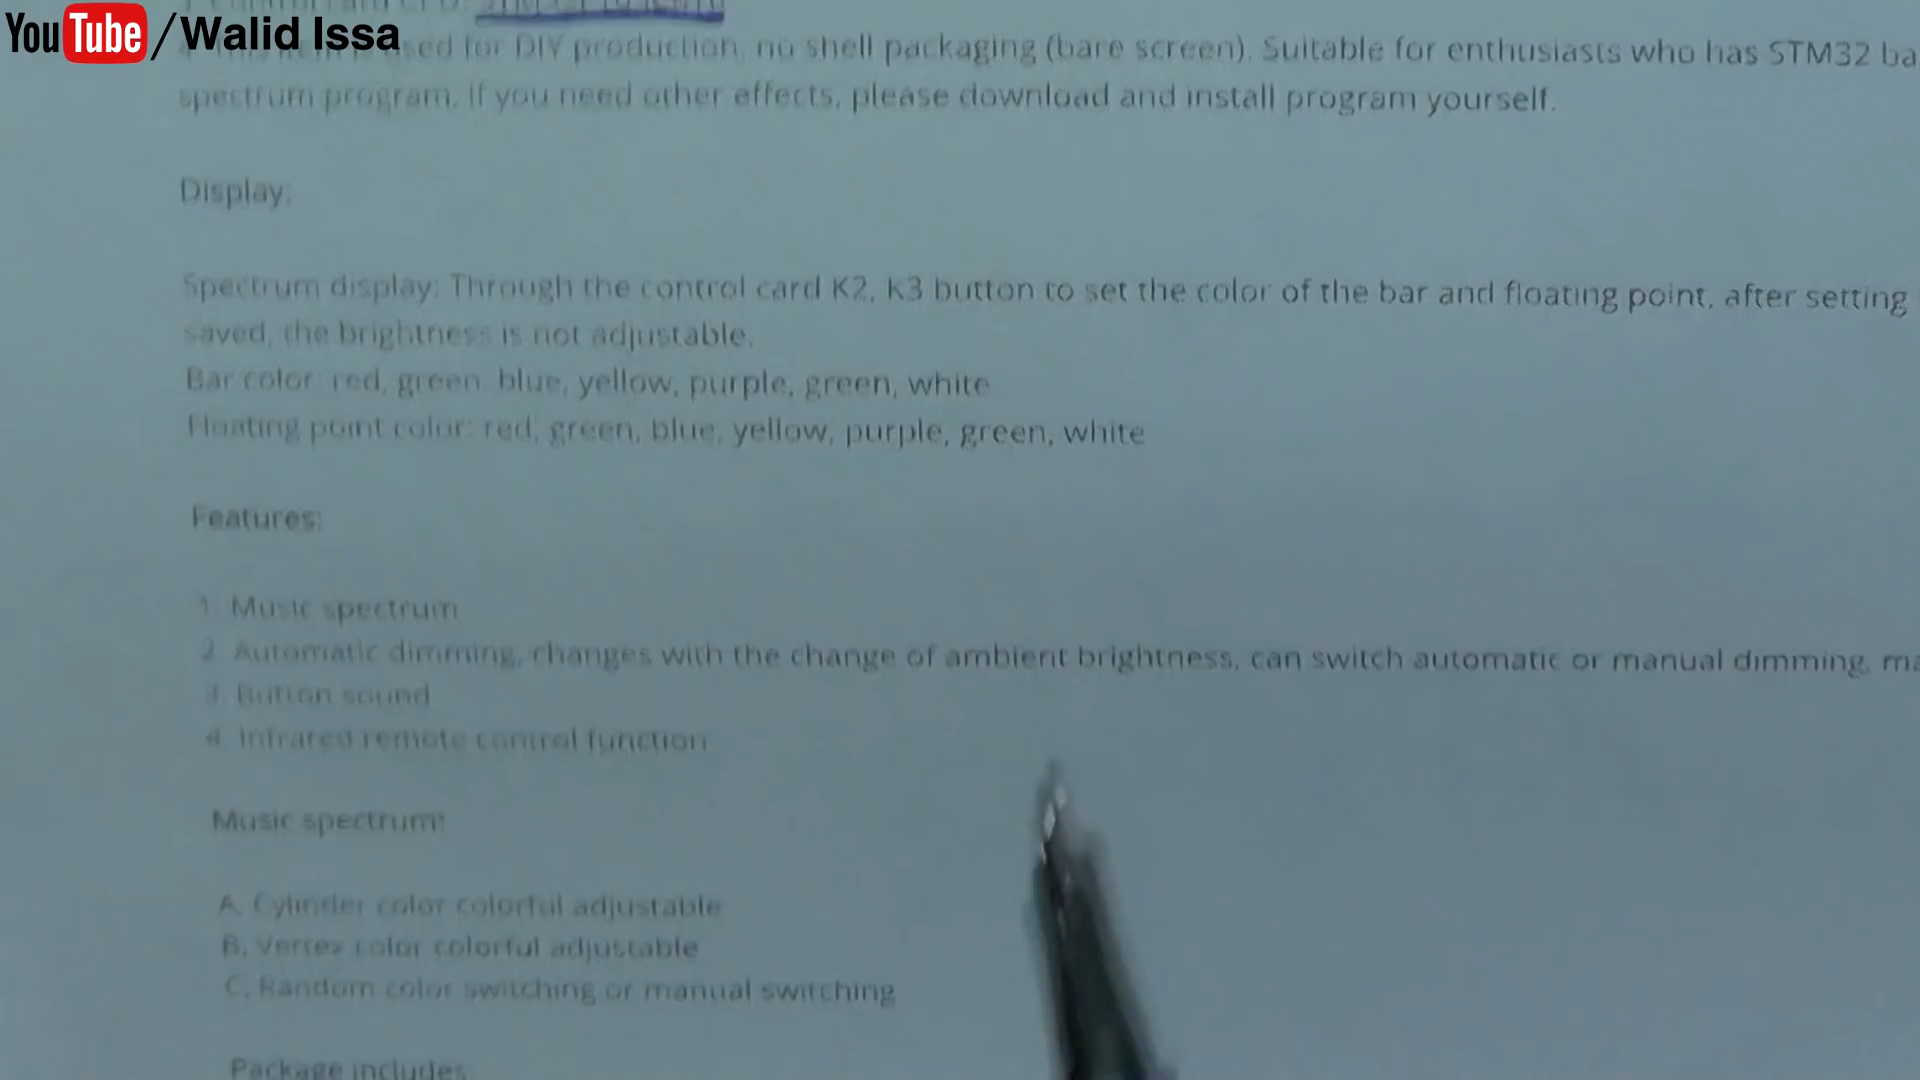 YouTube/Walid Issa
used for DIY production, no shell packaging (bare screen). Suitable for enthusiasts who has STM32 ba
spectrum program, if you need other effects, please download and install program yourself.
Display:
Spectrum display: Through the control card K2, K3 button to set the color of the bar and floating point, after setting
saved, the brightness is not adjustable.
Bar color: red, green, blue, yellow, purple, green, white
Floating point color: red, green, blue, yellow, purple, green, white
Features:
1. Music spectrum
2. Automatic dimming, changes with the change of ambient brightness, can switch automatic or manual dimming, ma
3. Button sound
4. Infrared remote control function
Music spectrum:
A, Cylinder color colorful adjustable
B, Vertex color colorful adjustable
C, Random color switching or manual switching
Package includes